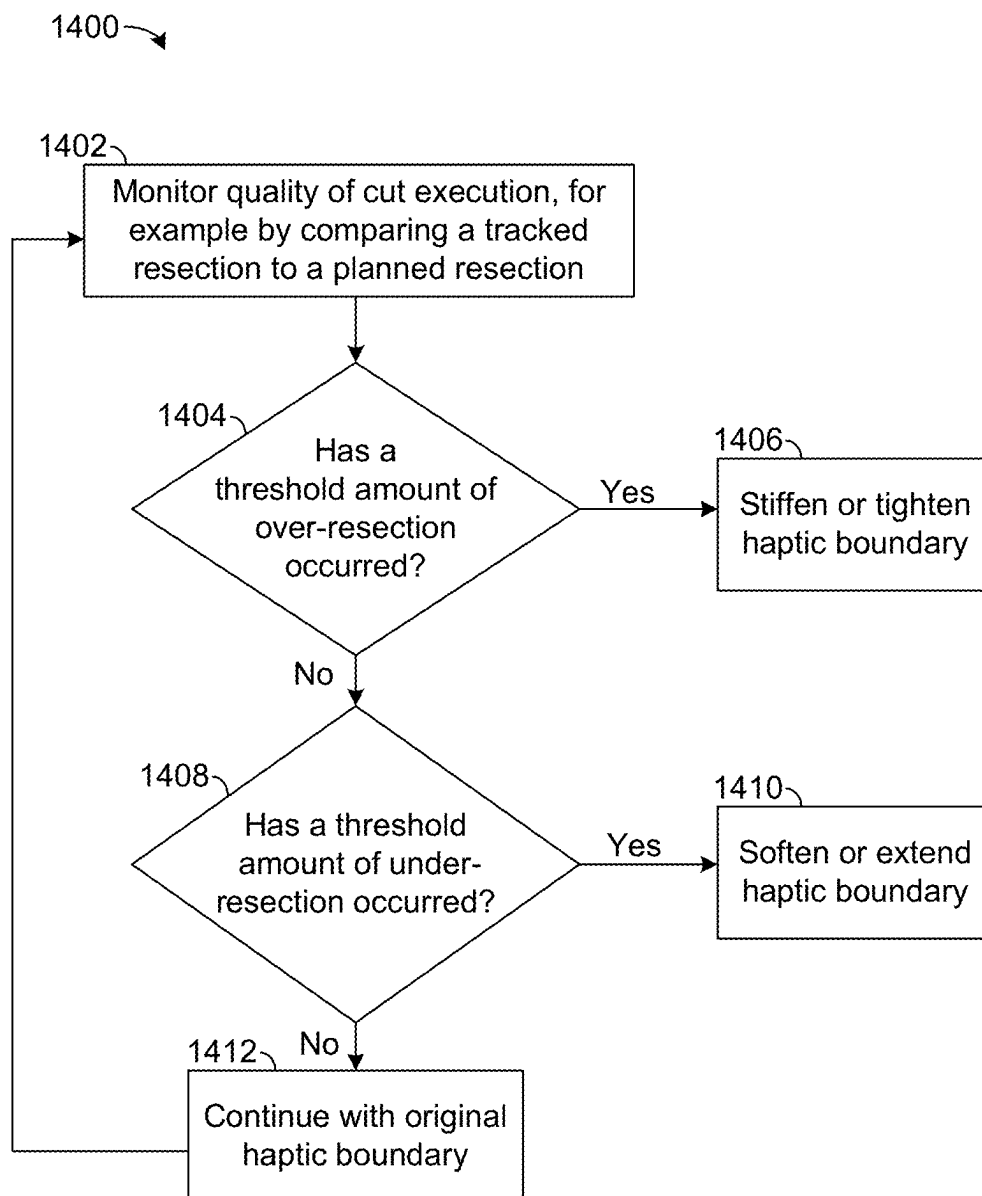 1400
1402
Monitor quality of cut execution, for
example by comparing a tracked
resection to a planned resection
1404
Has a
threshold amount of
over-resection
occurred?
Yes
1406
Stiffen or tighten
haptic boundary
No
1408
Has a threshold
amount of under-
resection occurred?
Yes
1410
Soften or extend
haptic boundary
No
1412
Continue with original
haptic boundary